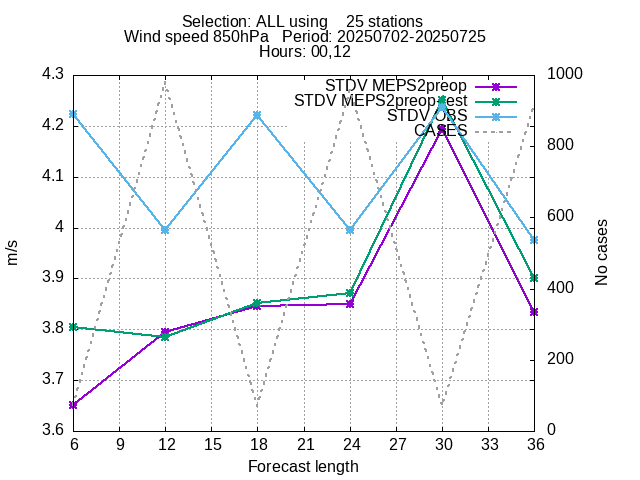 Selection: ALL using    25 stations
Wind speed 850hPa   Period: 20250702-20250725
Hours: 00,12
4.3
4.2
4.1
4
3.9
3.8
3.7
3.6
m/s
STDV MEPS2preop
STDV MEPS2preop test
STDV OBS
CASES
1000
800
600
400
200
0
No cases
6 9 12 15 18 21 24 27 30 33 36
Forecast length